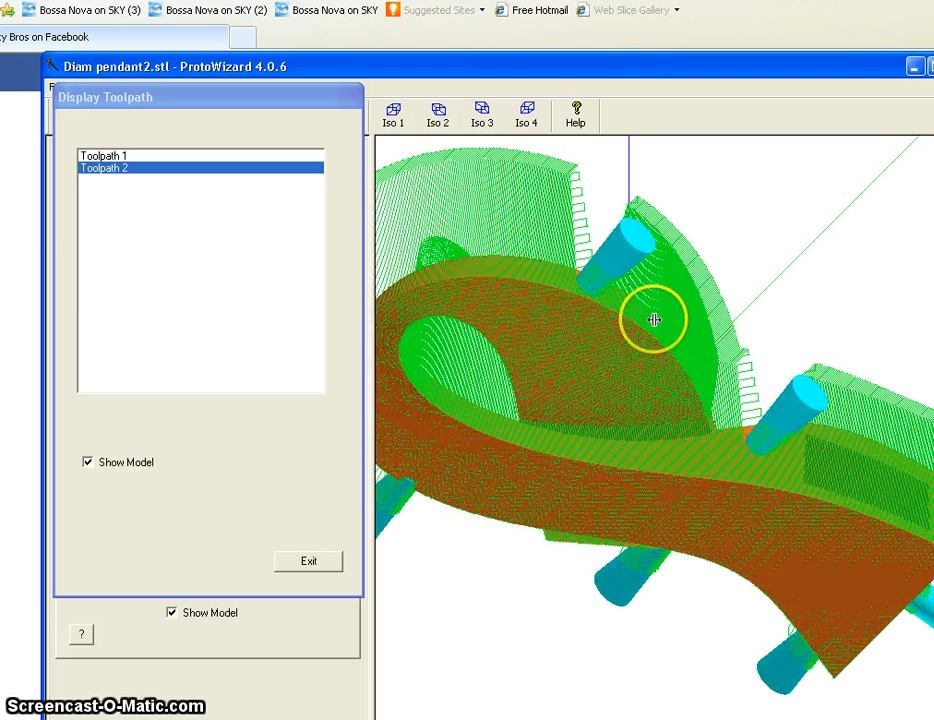 Bossa Nova on SKY (3) Bossa Nova on SKY (2) Bossa Nova on SKY Suggested Sites Free Hotmail Web Slice Gallery
ty Bros on Facebook
Diam pendant2.stl - ProtoWizard 4.0.6
Display Toolpath
Iso 1 Iso 2 Iso 3 Iso 4 Help
Toolpath 1
Toolpath 2
Show Model
Exit
Show Model
?
Screencast-O-Matic.com